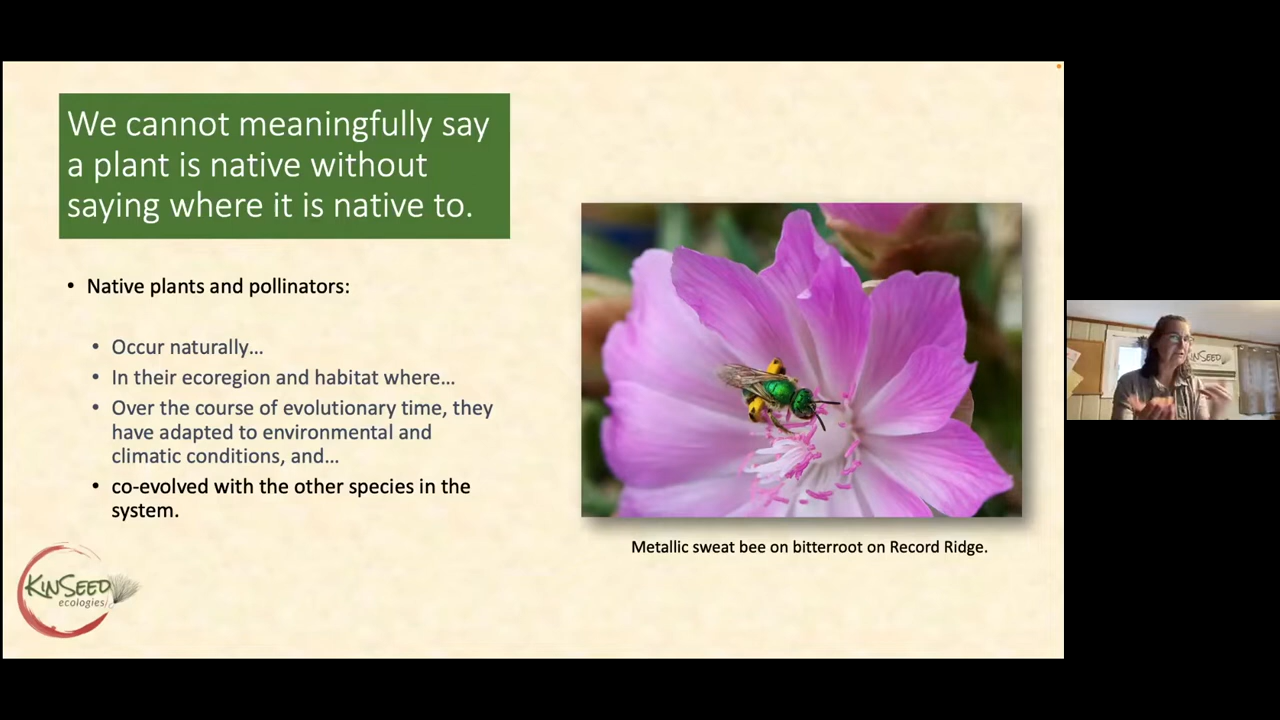 We cannot meaningfully say
a plant is native without
saying where it is native to.
• Native plants and pollinators:
• Occur naturally...
• In their ecoregion and habitat where...
• Over the course of evolutionary time, they
have adapted to environmental and
climatic conditions, and...
• co-evolved with the other species in the
system.
Metallic sweat bee on bitterroot on Record Ridge.
KINSEED
ecologies
KINSEED